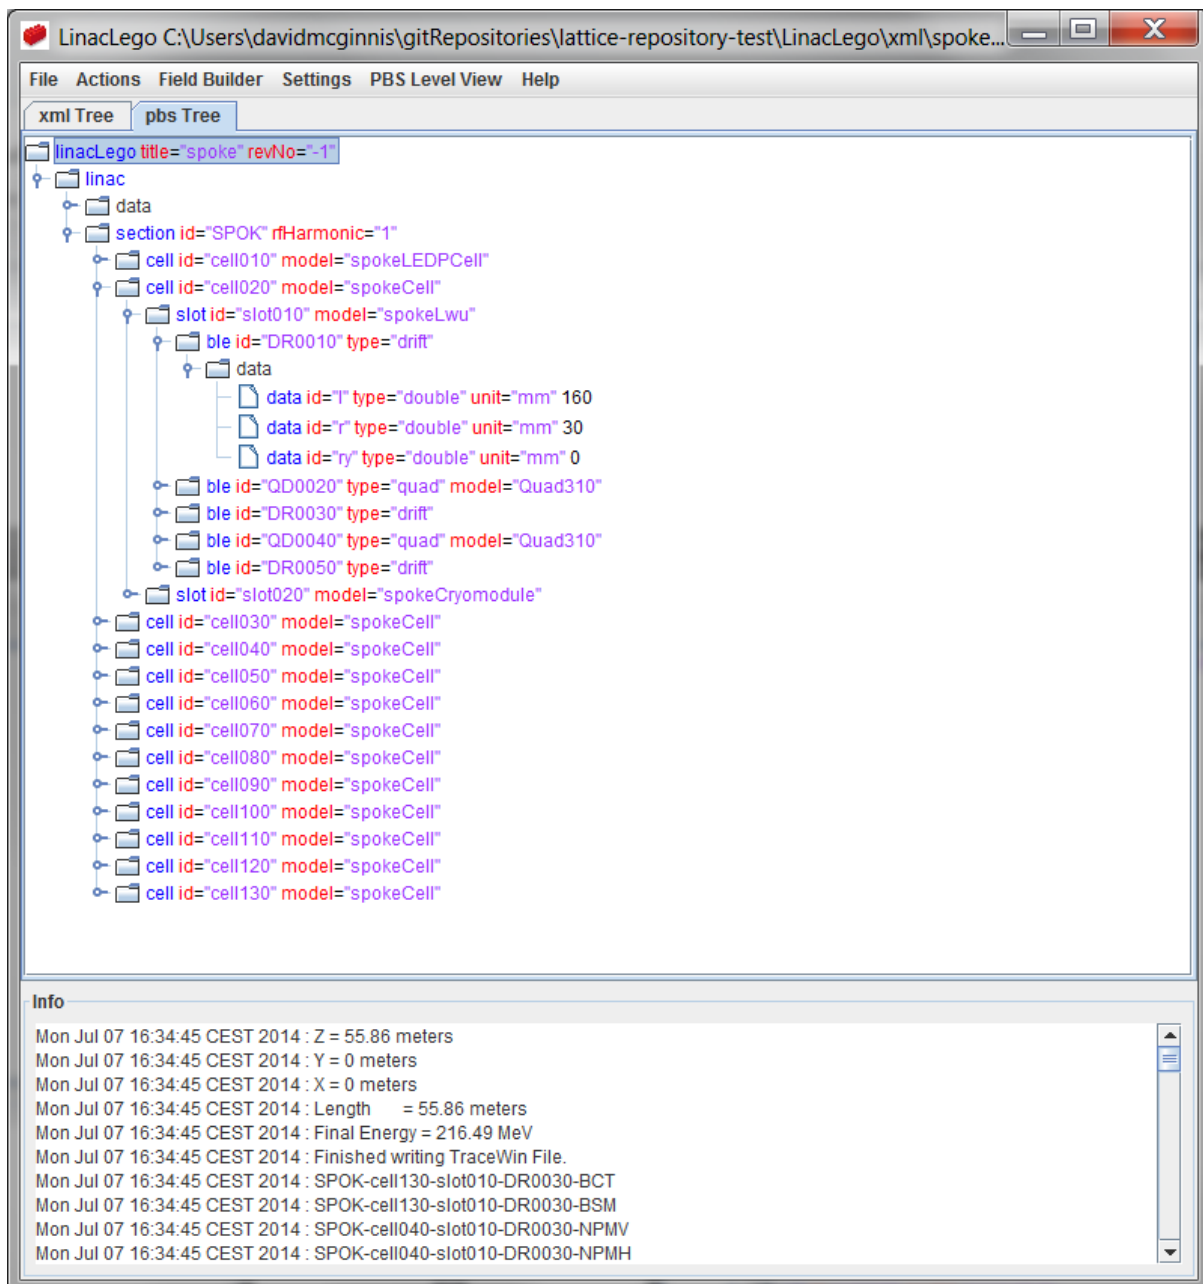 LinacLego C:\Users\davidmcginnis\gitRepositories\lattice-repository-test\LinacLego\xml\spoke...
File Actions Field Builder Settings PBS Level View Help
xml Tree pbs Tree
linacLego title="spoke" revNo="-1"
linac
data
section id="SPOK" rfHarmonic="1"
cell id="cell010" model="spokeLEDPCell"
cell id="cell020" model="spokeCell"
slot id="slot010" model="spokeLwu"
ble id="DR0010" type="drift"
data
data id="l" type="double" unit="mm" 160
data id="r" type="double" unit="mm" 30
data id="ry" type="double" unit="mm" 0
ble id="QD0020" type="quad" model="Quad310"
ble id="DR0030" type="drift"
ble id="QD0040" type="quad" model="Quad310"
ble id="DR0050" type="drift"
slot id="slot020" model="spokeCryomodule"
cell id="cell030" model="spokeCell"
cell id="cell040" model="spokeCell"
cell id="cell050" model="spokeCell"
cell id="cell060" model="spokeCell"
cell id="cell070" model="spokeCell"
cell id="cell080" model="spokeCell"
cell id="cell090" model="spokeCell"
cell id="cell100" model="spokeCell"
cell id="cell110" model="spokeCell"
cell id="cell120" model="spokeCell"
cell id="cell130" model="spokeCell"
Info
Mon Jul 07 16:34:45 CEST 2014 : Z = 55.86 meters
Mon Jul 07 16:34:45 CEST 2014 : Y = 0 meters
Mon Jul 07 16:34:45 CEST 2014 : X = 0 meters
Mon Jul 07 16:34:45 CEST 2014 : Length = 55.86 meters
Mon Jul 07 16:34:45 CEST 2014 : Final Energy = 216.49 MeV
Mon Jul 07 16:34:45 CEST 2014 : Finished writing TraceWin File.
Mon Jul 07 16:34:45 CEST 2014 : SPOK-cell130-slot010-DR0030-BCT
Mon Jul 07 16:34:45 CEST 2014 : SPOK-cell130-slot010-DR0030-BSM
Mon Jul 07 16:34:45 CEST 2014 : SPOK-cell040-slot010-DR0030-NPMV
Mon Jul 07 16:34:45 CEST 2014 : SPOK-cell040-slot010-DR0030-NPMH